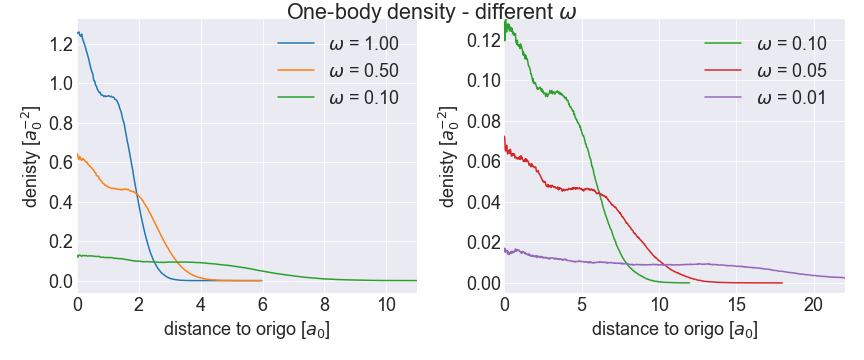 One-body density - different ω
denisty [a₀⁻²]
1.2
1.0
0.8
0.6
0.4
0.2
0.0
0 2 4 6 8 10
distance to origo [a₀]
ω = 1.00
ω = 0.50
ω = 0.10
denisty [a₀⁻²]
0.12
0.10
0.08
0.06
0.04
0.02
0.00
0 5 10 15 20
distance to origo [a₀]
ω = 0.10
ω = 0.05
ω = 0.01